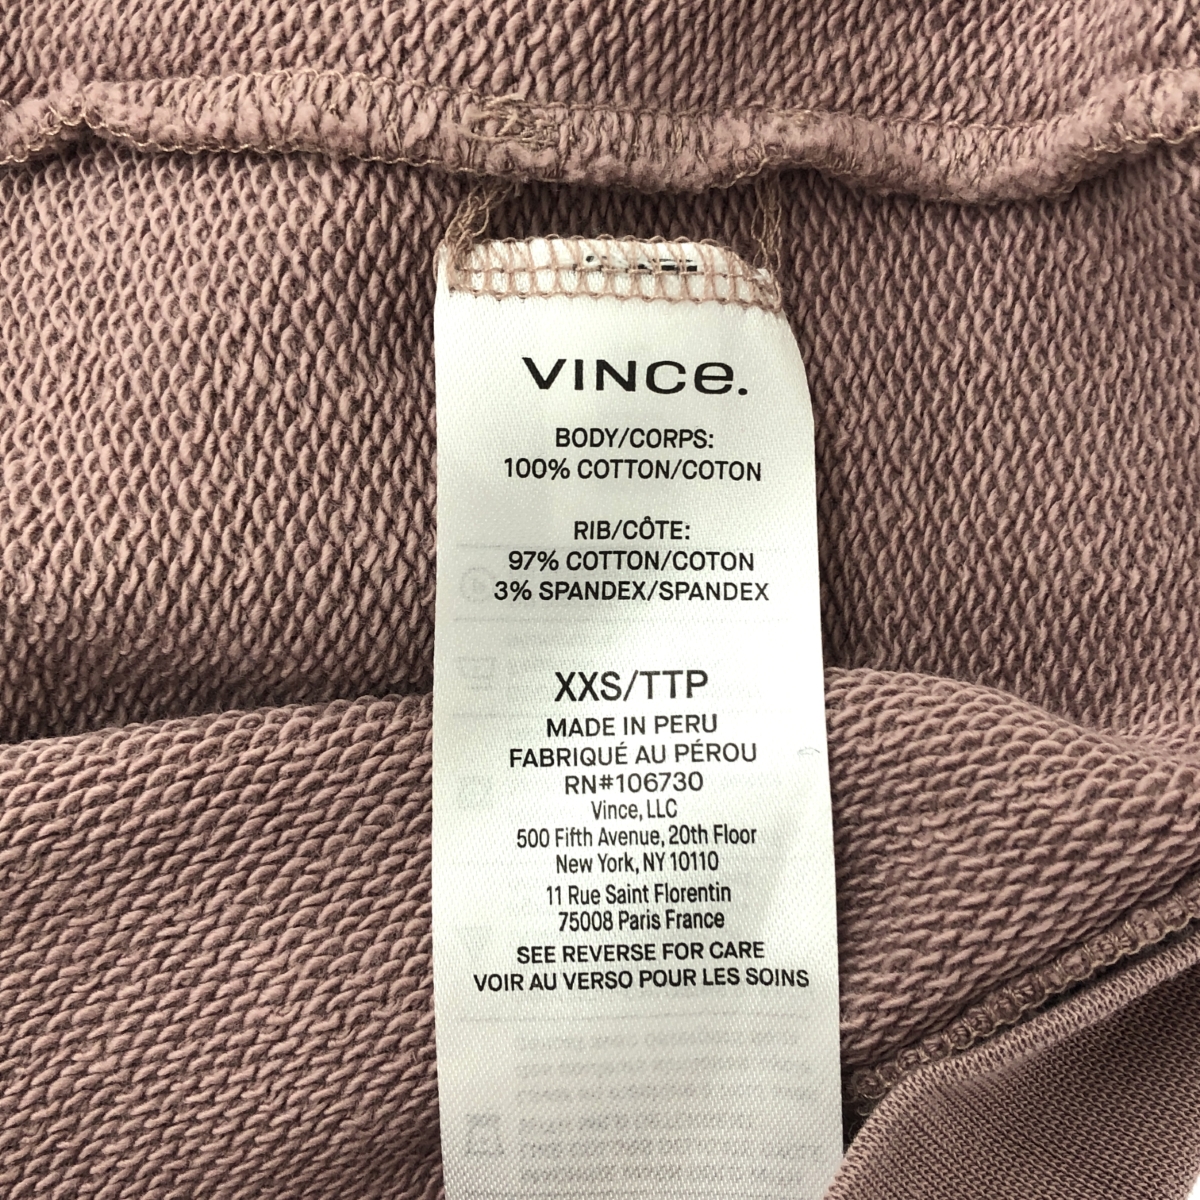 VINCe.
BODY/CORPS:
100% COTTON/COTON
RIB/CÔTE:
97% COTTON/COTON
3% SPANDEX/SPANDEX
XXS/TTP
MADE IN PERU
FABRIQUÉ AU PÉROU
RN#106730
Vince, LLC
500 Fifth Avenue, 20th Floor
New York, NY 10110
11 Rue Saint Florentin
75008 Paris France
SEE REVERSE FOR CARE
VOIR AU VERSO POUR LES SOINS